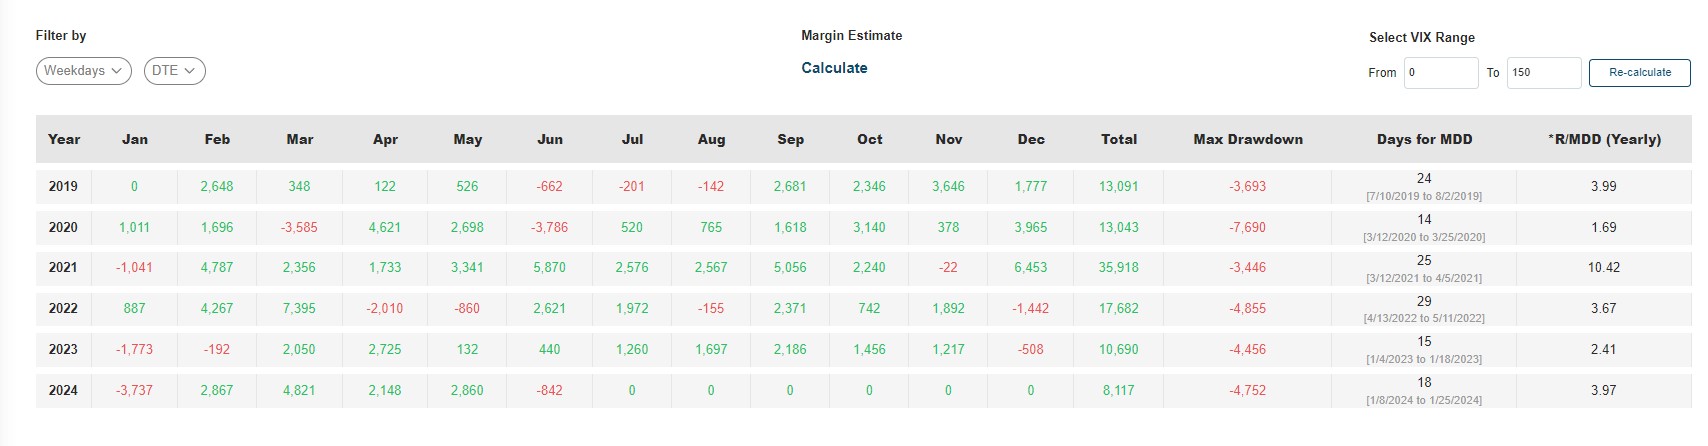 Filter by
Margin Estimate
Select VIX Range
Weekdays DTE
Calculate
From 0 To 150 Re-calculate
Year Jan Feb Mar Apr May Jun Jul Aug Sep Oct Nov Dec Total Max Drawdown Days for MDD *R/MDD (Yearly)
2019 0 2,648 348 122 526 -662 -201 -142 2,681 2,346 3,646 1,777 13,091 -3,693 24 3.99
[7/10/2019 to 8/2/2019]
2020 1,011 1,696 -3,585 4,621 2,698 -3,786 520 765 1,618 3,140 378 3,965 13,043 -7,690 14 1.69
[3/12/2020 to 3/25/2020]
2021 -1,041 4,787 2,356 1,733 3,341 5,870 2,576 2,567 5,056 2,240 -22 6,453 35,918 -3,446 25 10.42
[3/12/2021 to 4/5/2021]
2022 887 4,267 7,395 -2,010 -860 2,621 1,972 -155 2,371 742 1,892 -1,442 17,682 -4,855 29 3.67
[4/13/2022 to 5/11/2022]
2023 -1,773 -192 2,050 2,725 132 440 1,260 1,697 2,186 1,456 1,217 -508 10,690 -4,456 15 2.41
[1/4/2023 to 1/18/2023]
2024 -3,737 2,867 4,821 2,148 2,860 -842 0 0 0 0 0 0 8,117 -4,752 18 3.97
[1/8/2024 to 1/25/2024]